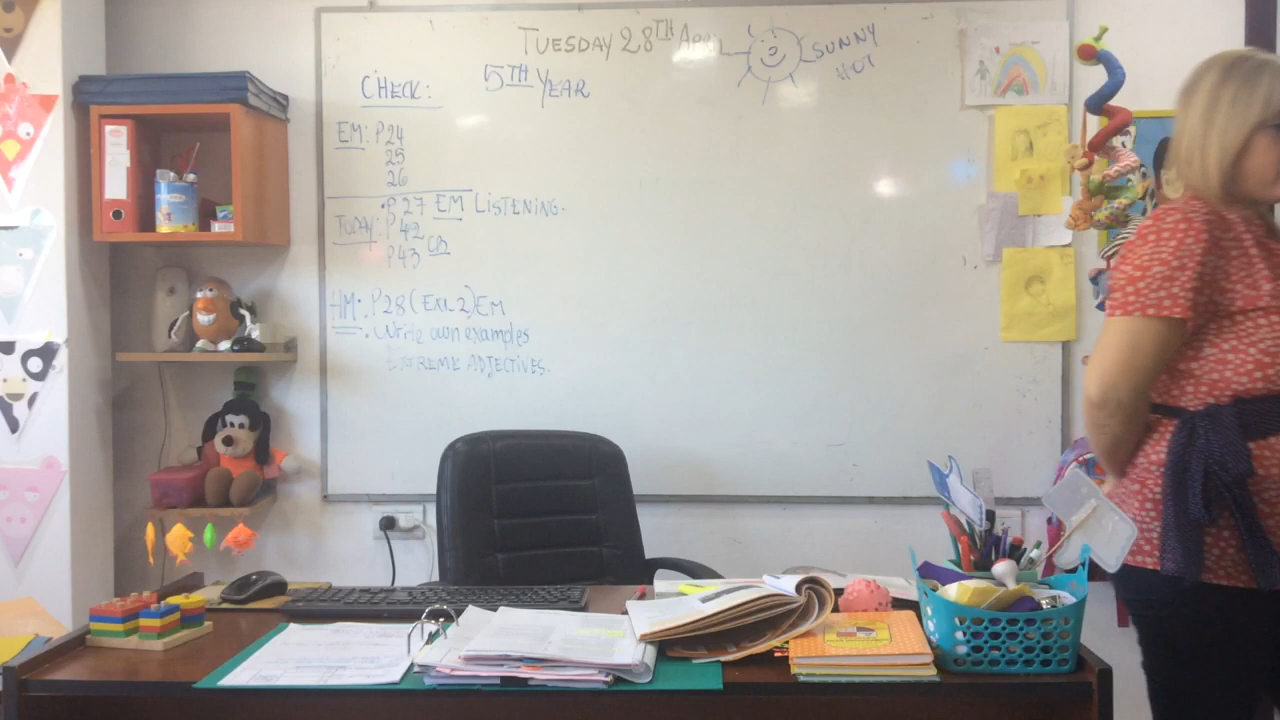 TUESDAY 28TH April
SUNNY
HOT
CHECK:
5TH YEAR
EM: P24
25
26
• P.27 EM LISTENING.
TODAY: P42
P43 CB
HM: • P28 (EX1.2) EM
• Write own examples
EXTREME ADJECTIVES.